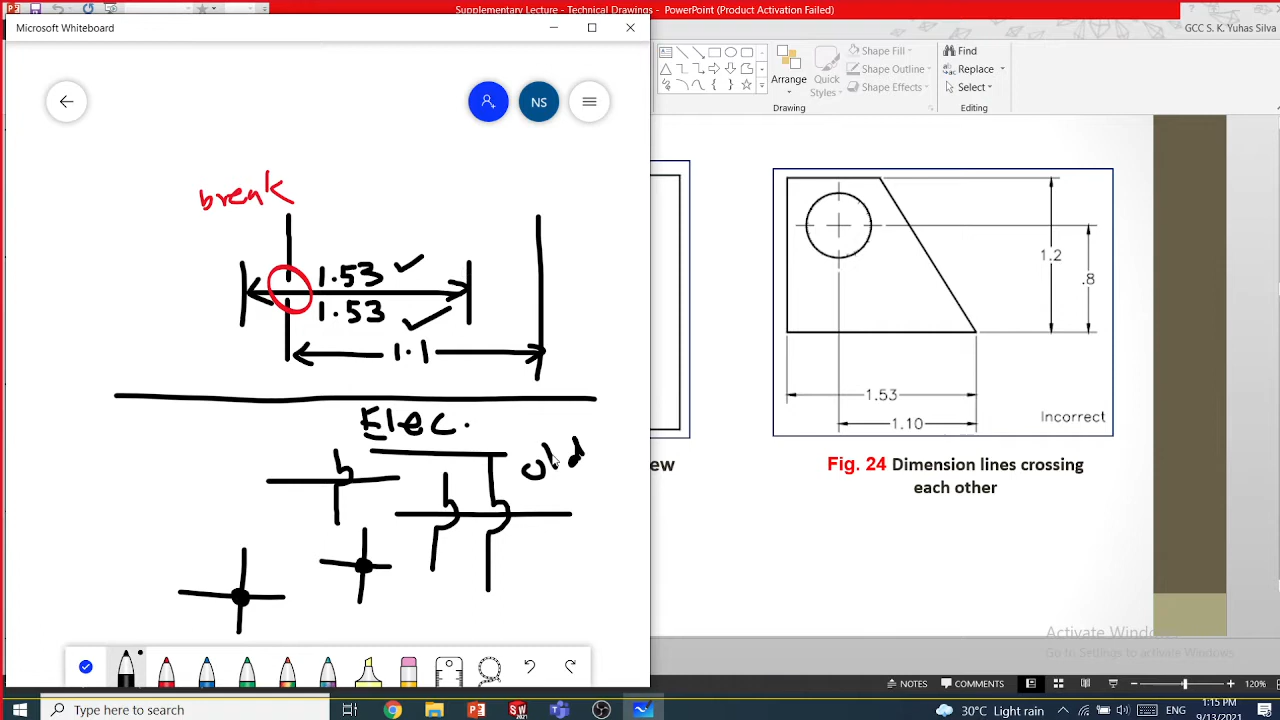 Supplementary Lecture - Technical Drawings - PowerPoint (Product Activation Failed)
Microsoft Whiteboard
GCC S. K. Yuhas Silva
Shape Fill
Shape Outline
Shape Effects
Arrange
Quick
Styles
Find
Replace
Select
Drawing
Editing
NS
break
1.53
1.53
1.1
Elec.
old
1.2
.8
1.53
1.10
Incorrect
ew
Fig. 24 Dimension lines crossing
each other
Activate Windows
Go to Settings to activate Windows
NOTES
COMMENTS
120%
Type here to search
SW
2021
30°C Light rain
ENG
1:15 PM
9/13/2021